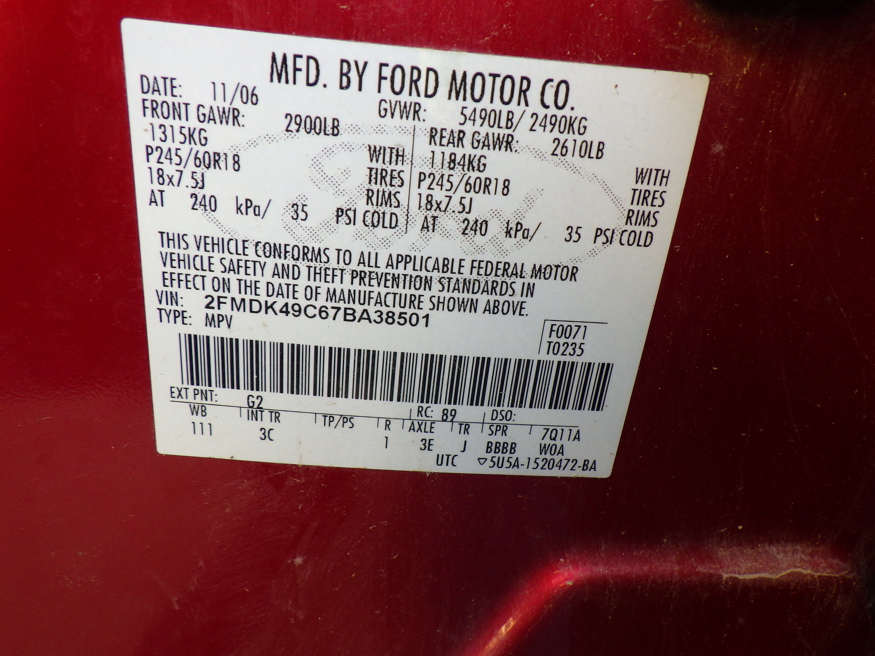 MFD. BY FORD MOTOR CO.
DATE: 11/06 GVWR: 5490LB/ 2490KG
FRONT GAWR: 2900LB REAR GAWR: 2610LB
1315KG WITH 1184KG WITH
P245/60R18 TIRES P245/60R18 TIRES
18x7.5J RIMS 18x7.5J RIMS
AT 240 kPa/ 35 PSI COLD AT 240 kPa/ 35 PSI COLD
THIS VEHICLE CONFORMS TO ALL APPLICABLE FEDERAL MOTOR
VEHICLE SAFETY AND THEFT PREVENTION STANDARDS IN
EFFECT ON THE DATE OF MANUFACTURE SHOWN ABOVE.
VIN: 2FMDK49C67BA38501
TYPE: MPV F0071
T0235
EXT PNT: G2 RC: 89 DSO:
WB INT TR TP/PS R AXLE TR SPR 7Q11A
111 3C 1 3E J BBBB WOA
UTC ▽5U5A-1520472-BA